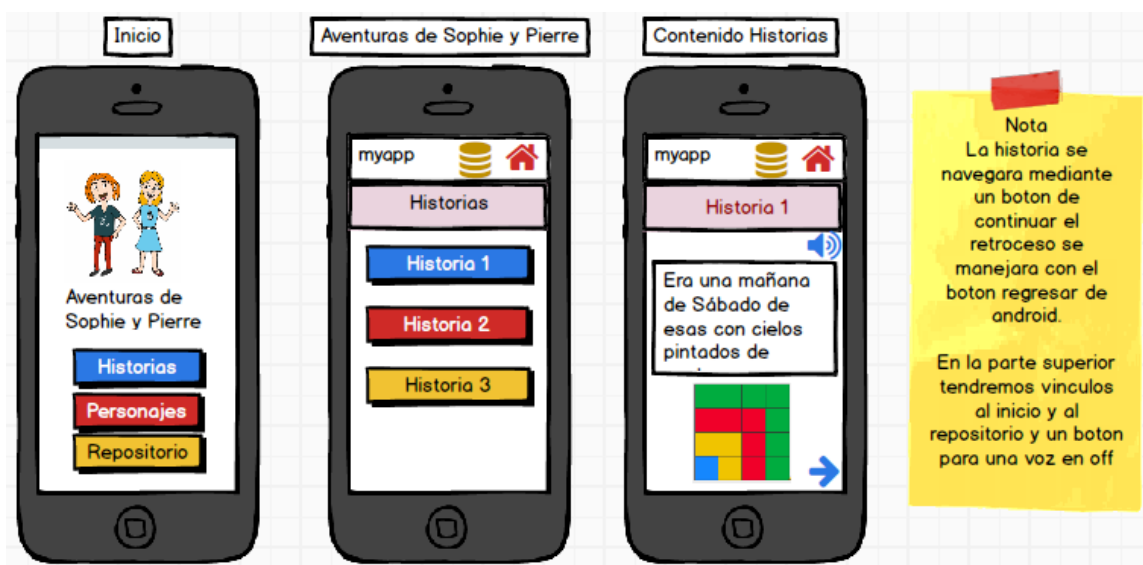 Inicio
Aventuras de Sophie y Pierre
Contenido Historias
Aventuras de
Sophie y Pierre
Historias
Personajes
Repositorio
myapp
Historias
Historia 1
Historia 2
Historia 3
myapp
Historia 1
Era una mañana
de Sábado de
esas con cielos
pintados de
Nota
La historia se
navegara mediante
un boton de
continuar el
retroceso se
manejara con el
boton regresar de
android.
En la parte superior
tendremos vinculos
al inicio y al
repositorio y un boton
para una voz en off